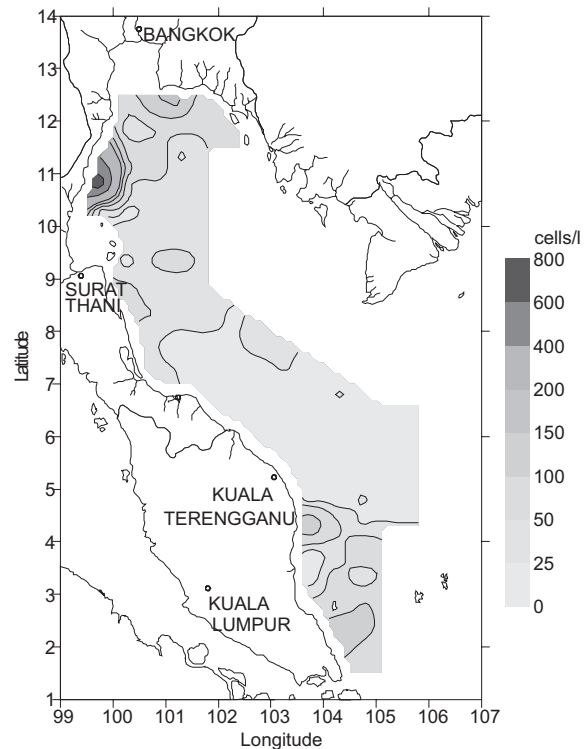 14
BANGKOK
13
12
11
10
cells/l
800
9
SURAT
THANI
600
8
400
Latitude
7
200
6
150
100
5
KUALA
TERENGGANU
50
4
25
3
KUALA
LUMPUR
0
2
1
99 100 101 102 103 104 105 106 107
Longitude